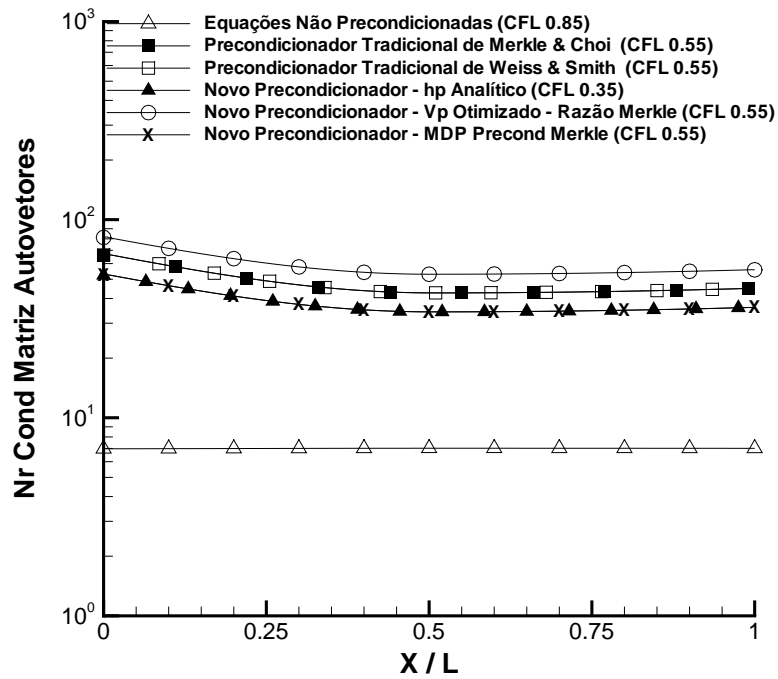 10³
Equações Não Precondicionadas (CFL 0.85)
Precondicionador Tradicional de Merkle & Choi (CFL 0.55)
Precondicionador Tradicional de Weiss & Smith (CFL 0.55)
Novo Precondicionador - hp Analítico (CFL 0.35)
Novo Precondicionador - Vp Otimizado - Razão Merkle (CFL 0.55)
Novo Precondicionador - MDP Precond Merkle (CFL 0.55)
10²
10¹
10⁰
Nr Cond Matriz Autovetores
0 0.25 0.5 0.75 1
X / L